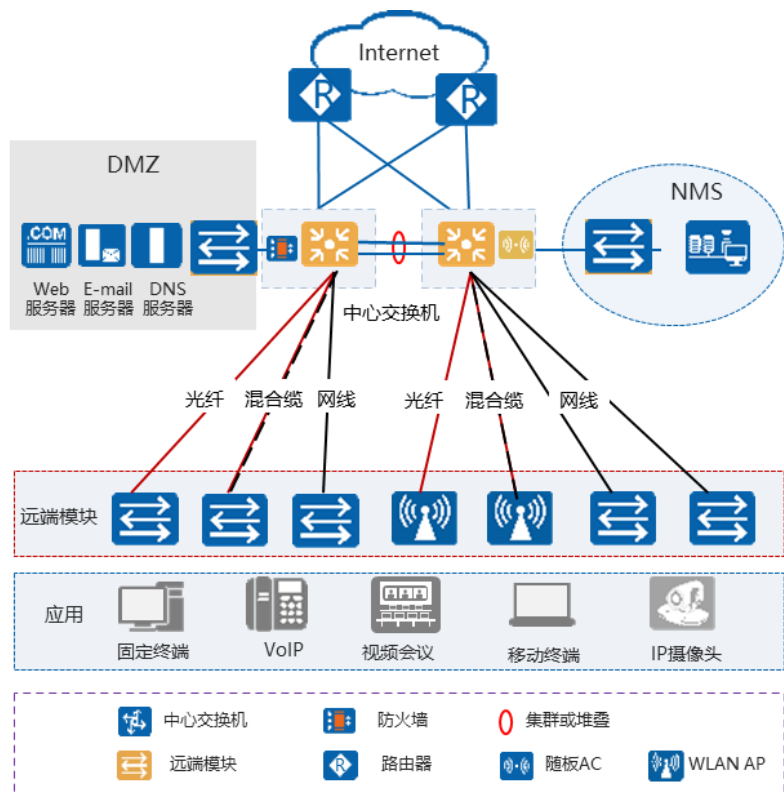 Internet
R
R
DMZ
NMS
.COM
Web
服务器
E-mail
服务器
DNS
服务器
中心交换机
光纤
混合缆
网线
光纤
混合缆
网线
远端模块
应用
固定终端
VoIP
视频会议
移动终端
IP摄像头
中心交换机
防火墙
集群或堆叠
远端模块
R
路由器
随板AC
WLAN AP